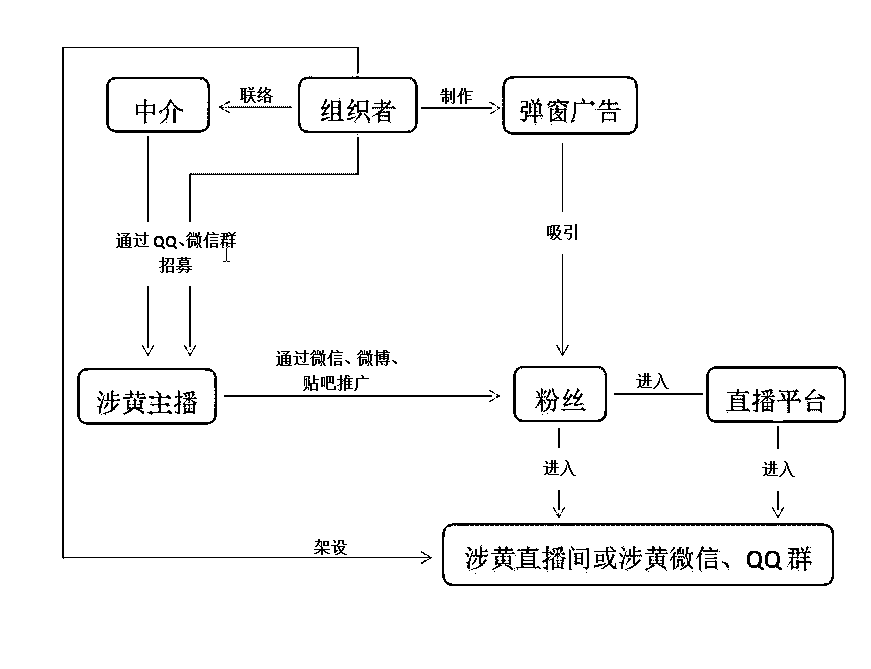 联络
制作
中介
组织者
弹窗广告
通过QQ、微信群
招募
吸引
通过微信、微博、
贴吧推广
进入
涉黄主播
粉丝
直播平台
进入
进入
架设
涉黄直播间或涉黄微信、QQ群